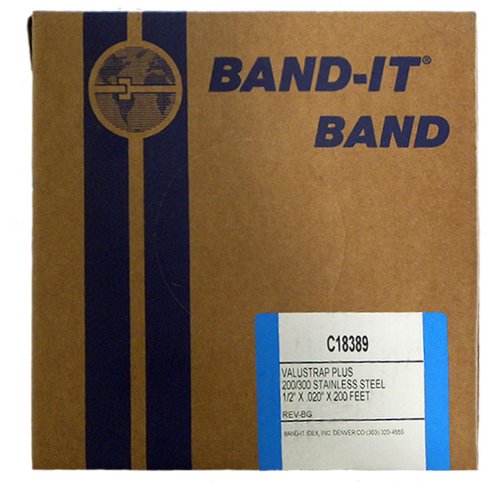 BAND-IT®
BAND
C18389
VALUSTRAP PLUS
200/300 STAINLESS STEEL
1/2" X .020" X 200 FEET
REV-BG
BAND-IT IDEX, INC. DENVER CO (303) 320-4555